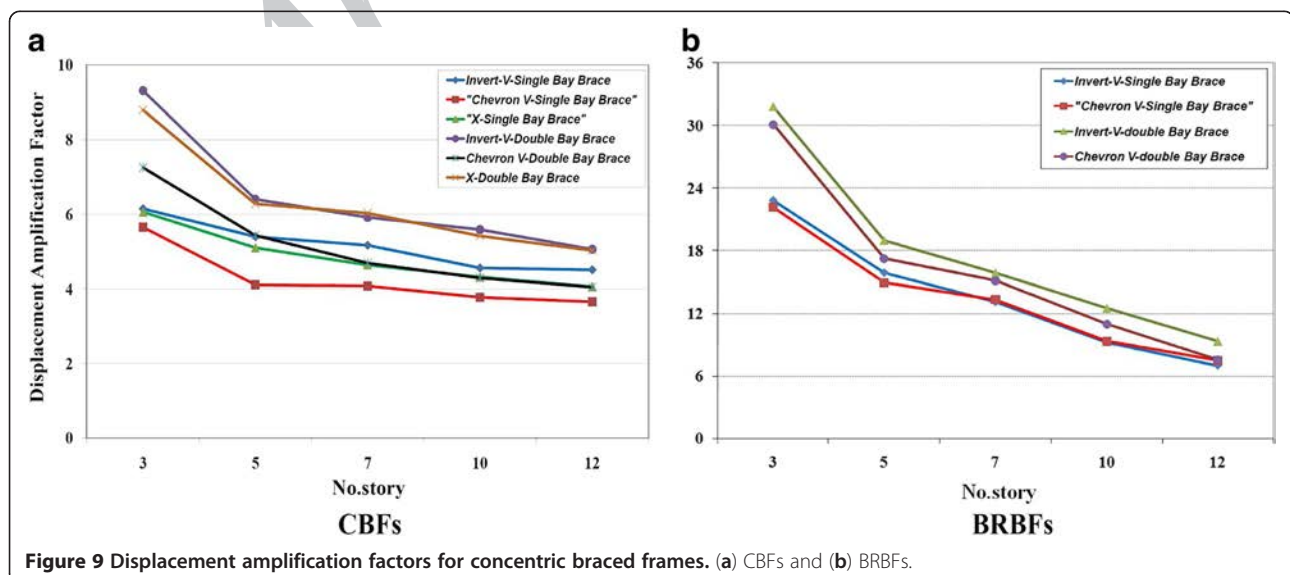 a
10
8
6
4
2
0
Displacement Amplification Factor
Invert-V-Single Bay Brace
"Chevron V-Single Bay Brace"
"X-Single Bay Brace"
Invert-V-Double Bay Brace
Chevron V-Double Bay Brace
X-Double Bay Brace
3 5 7 10 12
No.story
CBFs
b
36
30
24
18
12
6
0
Invert-V-Single Bay Brace
"Chevron V-Single Bay Brace"
Invert-V-double Bay Brace
Chevron V-double Bay Brace
3 5 7 10 12
No.story
BRBFs
Figure 9 Displacement amplification factors for concentric braced frames. (a) CBFs and (b) BRBFs.